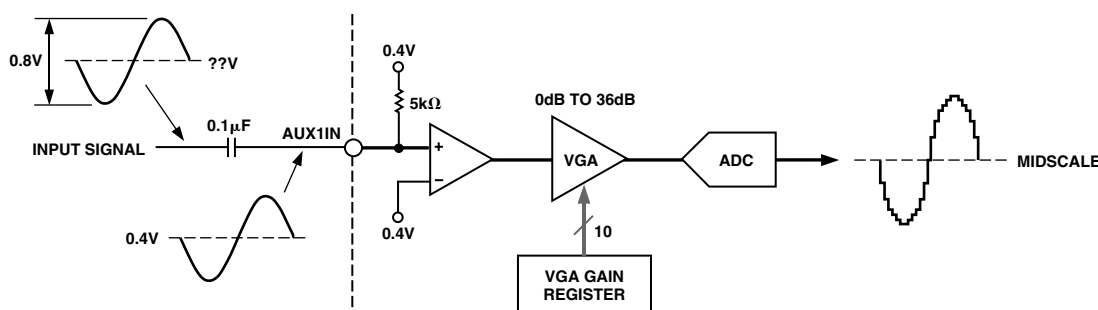 0.8V
??V
0.4V
5kΩ
0dB TO 36dB
0.1μF
AUX1IN
INPUT SIGNAL
+
–
VGA
ADC
MIDSCALE
0.4V
0.4V
10
VGA GAIN
REGISTER